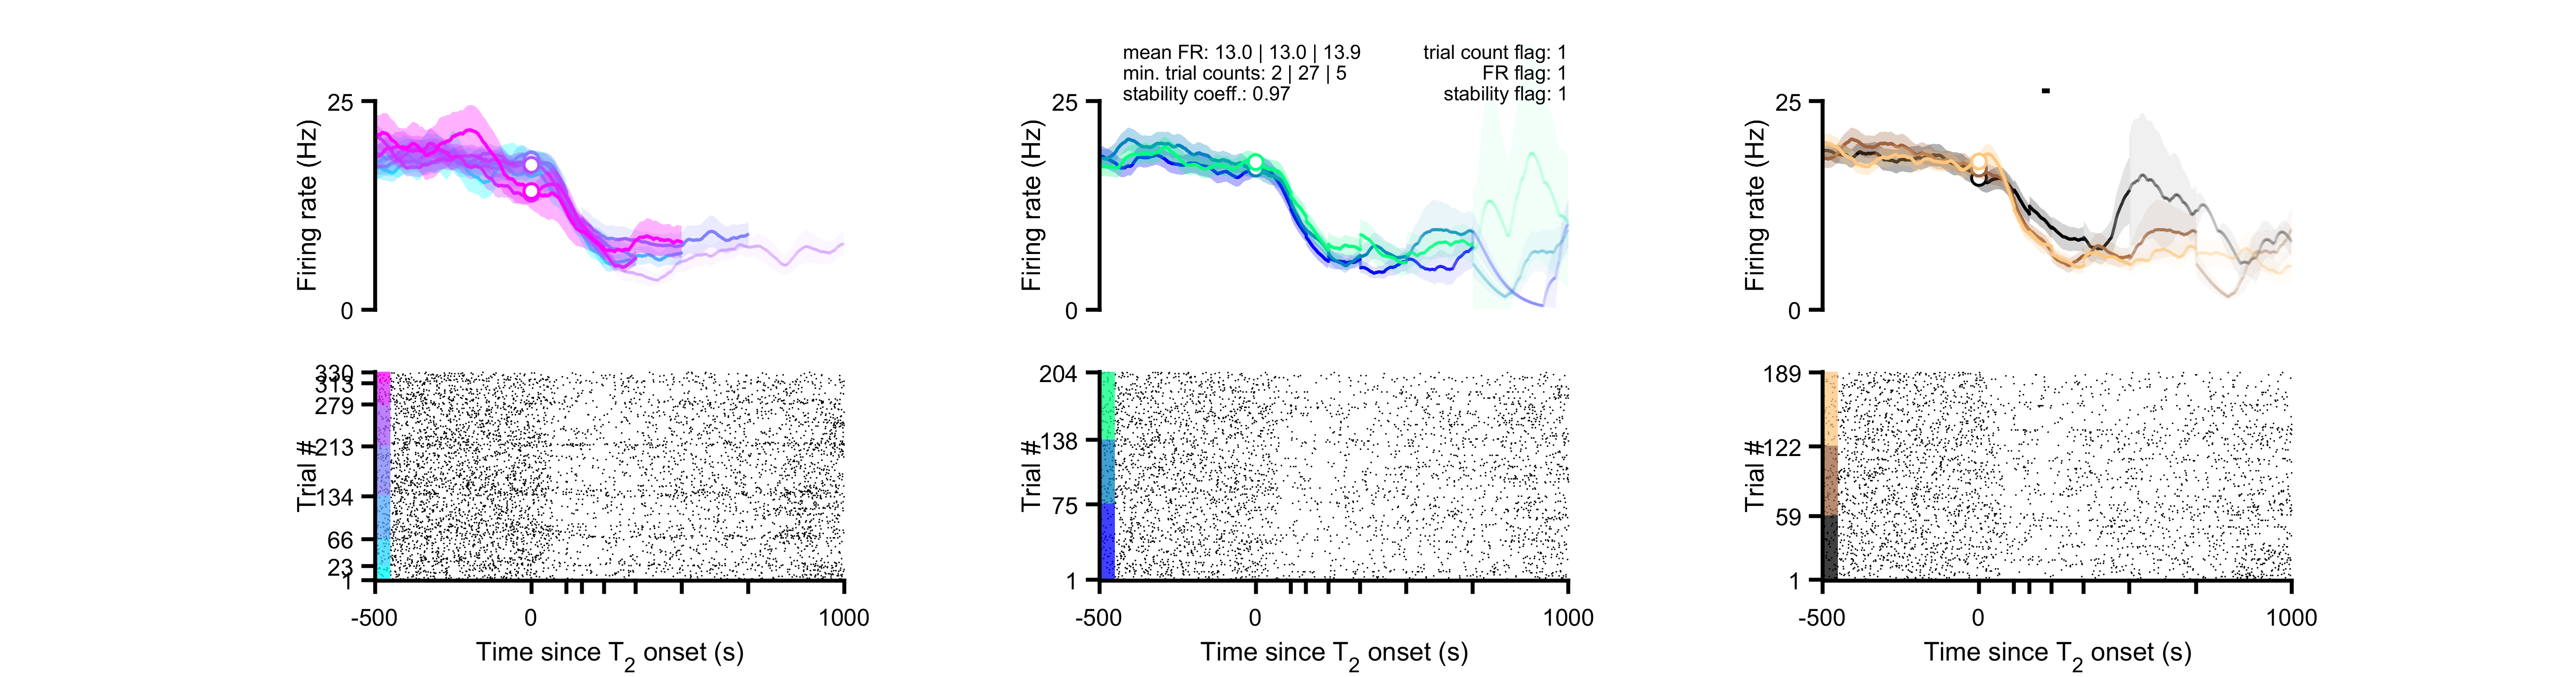 mean FR: 13.0 | 13.0 | 13.9
trial count flag: 1
min. trial counts: 2 | 27 | 5
FR flag: 1
stability coeff.: 0.97
stability flag: 1
25
Firing rate (Hz)
0
25
Firing rate (Hz)
0
25
Firing rate (Hz)
0
330
313
279
213
134
66
23
1
Trial #
-500
0
1000
Time since T2 onset (s)
204
138
75
1
Trial #
-500
0
1000
Time since T2 onset (s)
189
122
59
1
Trial #
-500
0
1000
Time since T2 onset (s)